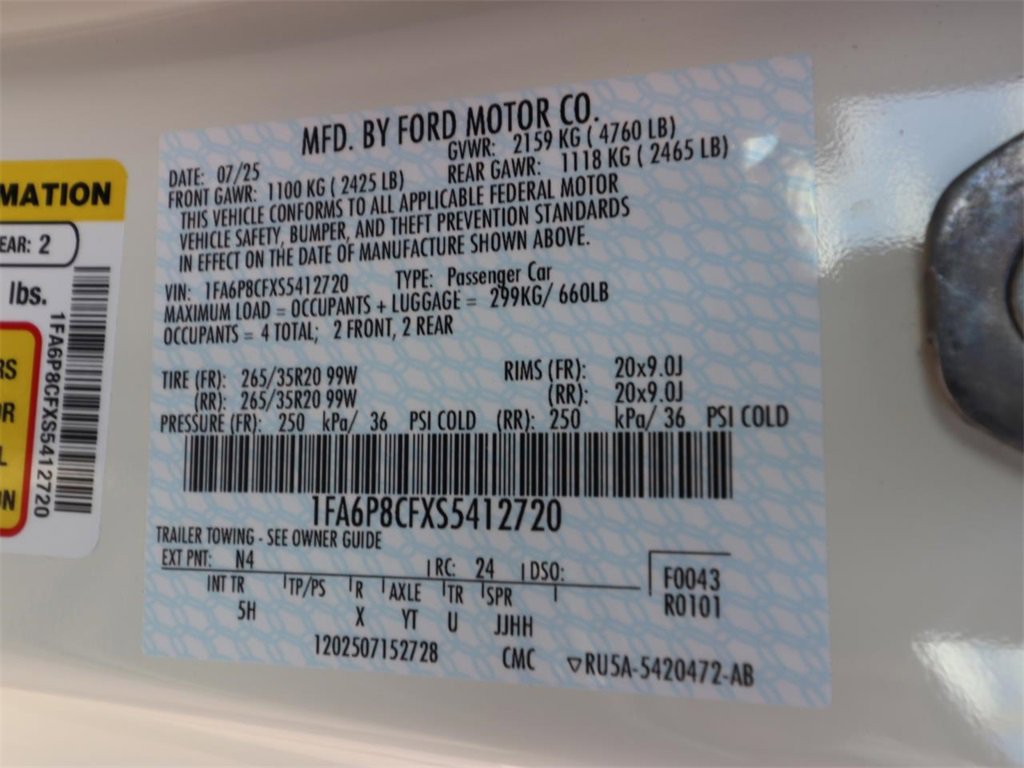 MFD. BY FORD MOTOR CO.
DATE: 07/25
GVWR: 2159 KG ( 4760 LB)
FRONT GAWR: 1100 KG ( 2425 LB)
REAR GAWR: 1118 KG ( 2465 LB)
THIS VEHICLE CONFORMS TO ALL APPLICABLE FEDERAL MOTOR
VEHICLE SAFETY, BUMPER, AND THEFT PREVENTION STANDARDS
IN EFFECT ON THE DATE OF MANUFACTURE SHOWN ABOVE.
VIN: 1FA6P8CFXS5412720 TYPE: Passenger Car
MAXIMUM LOAD = OCCUPANTS + LUGGAGE = 299KG/ 660LB
OCCUPANTS = 4 TOTAL; 2 FRONT, 2 REAR
TIRE (FR): 265/35R20 99W RIMS (FR): 20x9.0J
(RR): 265/35R20 99W (RR): 20x9.0J
PRESSURE (FR): 250 kPa/ 36 PSI COLD (RR): 250 kPa/ 36 PSI COLD
1FA6P8CFXS5412720
TRAILER TOWING - SEE OWNER GUIDE
EXT PNT: N4 RC: 24 DSO:
INT TR TP/PS R AXLE TR SPR
5H X YT U JJHH
F0043
R0101
1202507152728 CMC ▽RU5A-5420472-AB
MATION
EAR: 2
lbs.
1FA6P8CFXS5412720
RS
OR
L
ON